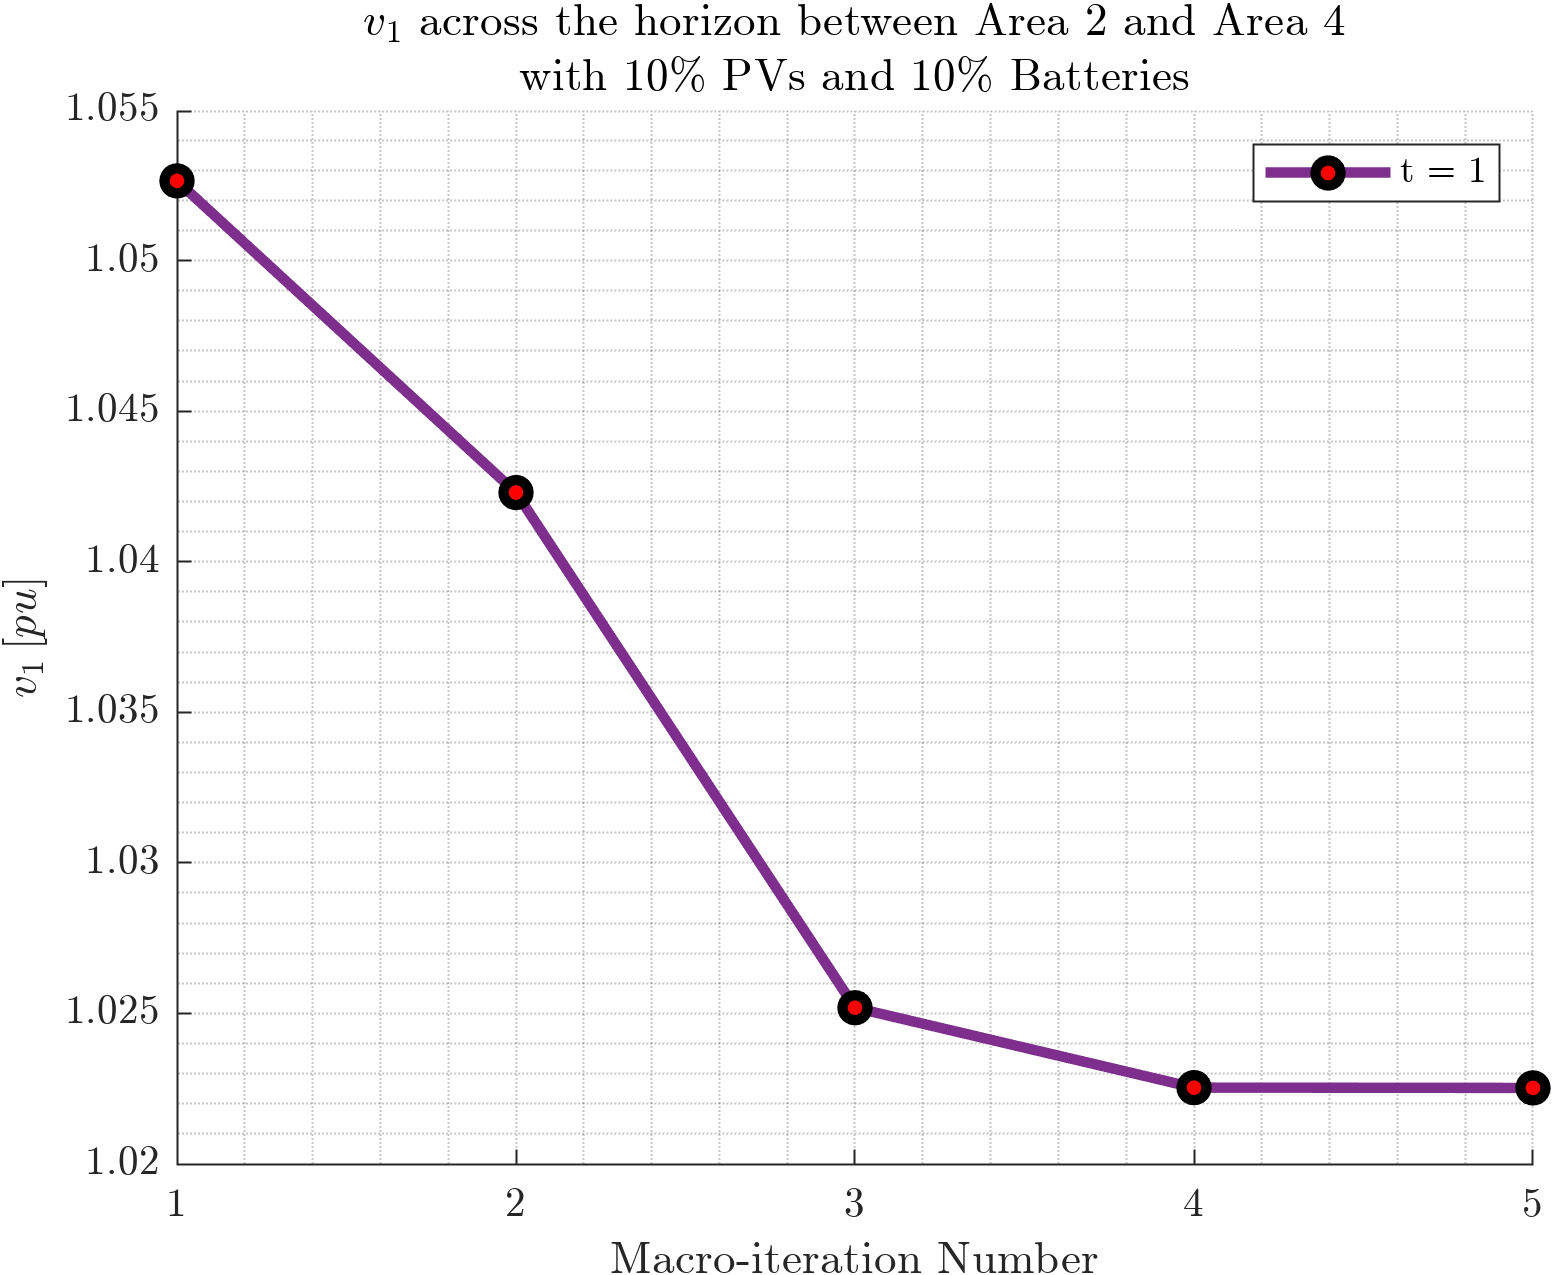 v₁ across the horizon between Area 2 and Area 4
with 10% PVs and 10% Batteries
1.055
1.05
1.045
1.04
1.035
1.03
1.025
1.02
v₁ [pu]
t = 1
1 2 3 4 5
Macro-iteration Number